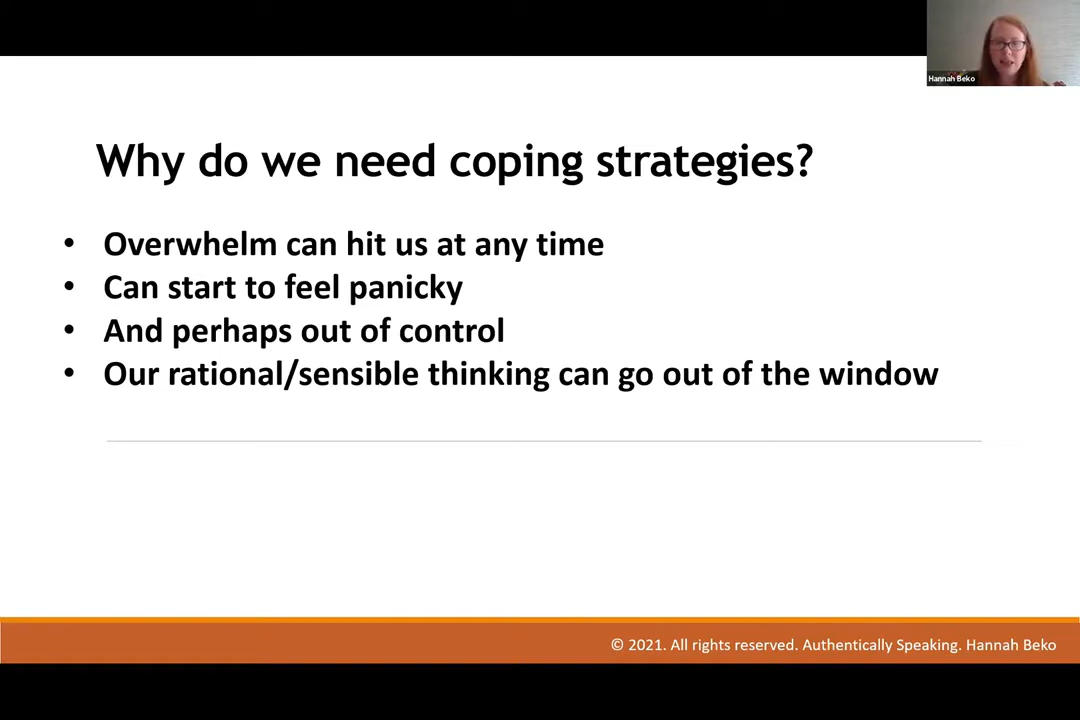 Hannah Beko
Why do we need coping strategies?
• Overwhelm can hit us at any time
• Can start to feel panicky
• And perhaps out of control
• Our rational/sensible thinking can go out of the window
© 2021. All rights reserved. Authentically Speaking. Hannah Beko